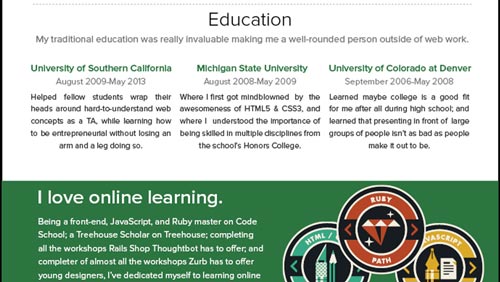 Education
My traditional education was really invaluable making me a well-rounded person outside of web work.
University of Southern California
August 2009-May 2013
Helped fellow students wrap their
heads around hard-to-understand web
concepts as a TA, while learning how
to be entrepreneurial without losing an
arm and a leg doing so.
Michigan State University
August 2008-May 2009
Where I first got mindblowned by the
awesomeness of HTML5 & CSS3, and
where I understood the importance of
being skilled in multiple disciplines from
the school's Honors College.
University of Colorado at Denver
September 2006-May 2008
Learned maybe college is a good fit
for me after all during high school; and
learned that presenting in front of large
groups of people isn't as bad as people
make it out to be.
I love online learning.
Being a front-end, JavaScript, and Ruby master on Code
School; a Treehouse Scholar on Treehouse; completing
all the workshops Rails Shop Thoughtbot has to offer; and
completer of almost all the workshops Zurb has to offer
young designers, I've dedicated myself to learning online
HTML /
RUBY
PATH
JAVASCRIPT